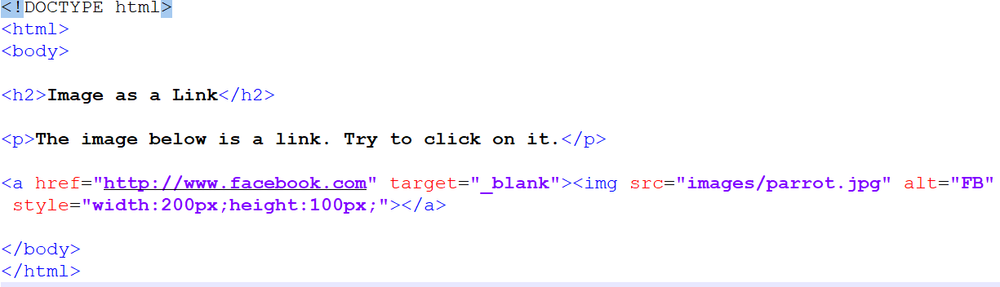 <!DOCTYPE html>
<html>
<body>
<h2>Image as a Link</h2>
<p>The image below is a link. Try to click on it.</p>
<a href="http://www.facebook.com" target="_blank"><img src="images/parrot.jpg" alt="FB"
style="width:200px;height:100px;"></a>
</body>
</html>